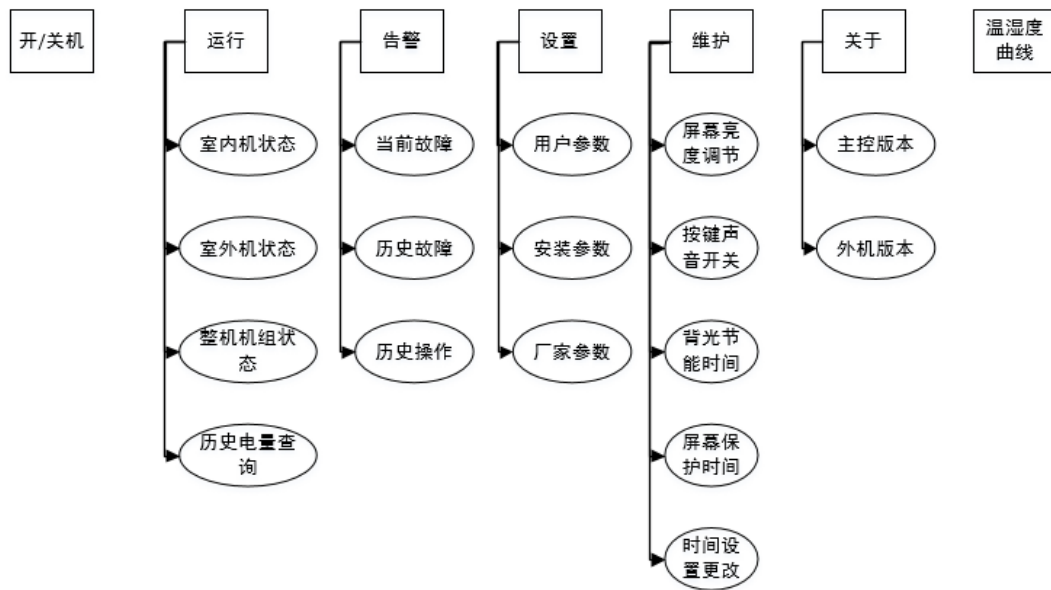 开/关机
运行
告警
设置
维护
关于
温湿度
曲线
室内机状态
当前故障
用户参数
屏幕亮
度调节
主控版本
室外机状态
历史故障
安装参数
按键声
音开关
外机版本
整机机组状
态
历史操作
厂家参数
背光节
能时间
历史电量查
询
屏幕保
护时间
时间设
置更改